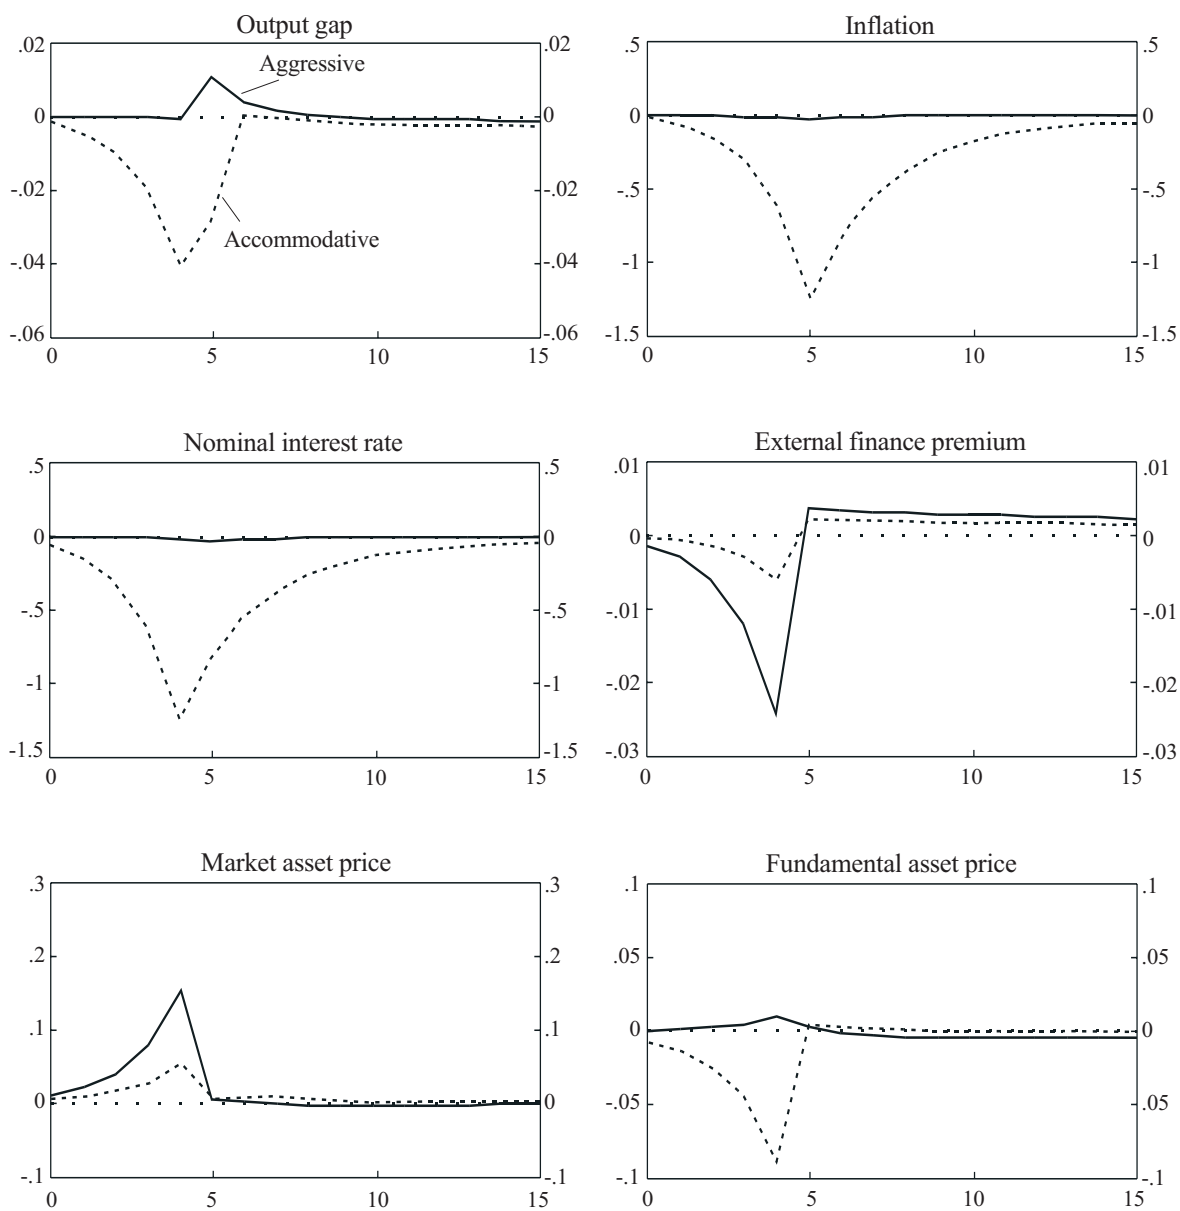 Output gap
.02 .02
Aggressive
0 0
-.02 -.02
Accommodative
-.04 -.04
-.06 -.06
0 5 10 15
Inflation
.5 .5
0 0
-.5 -.5
-1 -1
-1.5 -1.5
0 5 10 15
Nominal interest rate
.5 .5
0 0
-.5 -.5
-1 -1
-1.5 -1.5
0 5 10 15
External finance premium
.01 .01
0 0
-.01 -.01
-.02 -.02
-.03 -.03
0 5 10 15
Market asset price
.3 .3
.2 .2
.1 .1
0 0
-.1 -.1
0 5 10 15
Fundamental asset price
.1 .1
.05 .05
0 0
-.05 -.05
-.1 -.1
0 5 10 15